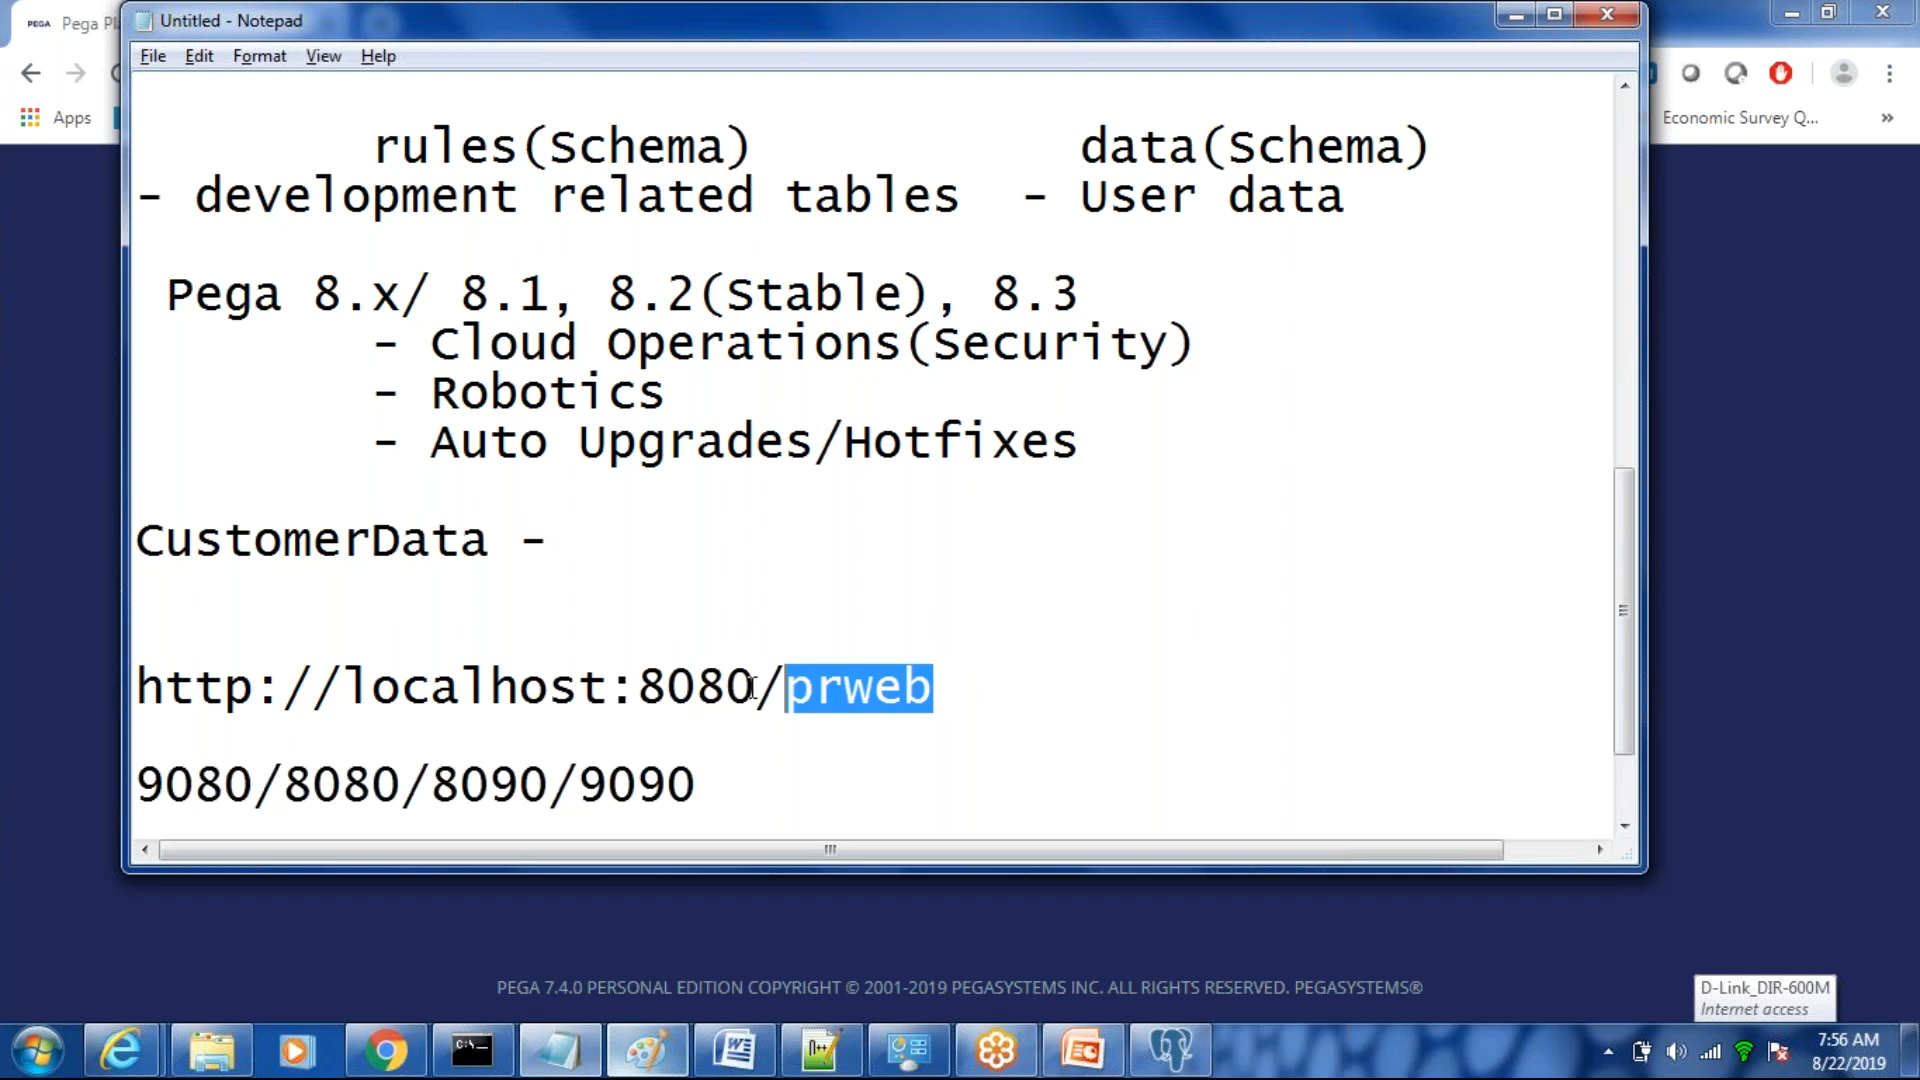 PEGA Pega Pl
Untitled - Notepad
File Edit Format View Help
Apps
Economic Survey Q... »
rules(Schema) data(Schema)
- development related tables - User data
Pega 8.x/ 8.1, 8.2(Stable), 8.3
- Cloud Operations(Security)
- Robotics
- Auto Upgrades/Hotfixes
CustomerData -
http://localhost:8080/prweb
9080/8080/8090/9090
PEGA 7.4.0 PERSONAL EDITION COPYRIGHT © 2001-2019 PEGASYSTEMS INC. ALL RIGHTS RESERVED. PEGASYSTEMS®
D-Link_DIR-600M
Internet access
7:56 AM
8/22/2019